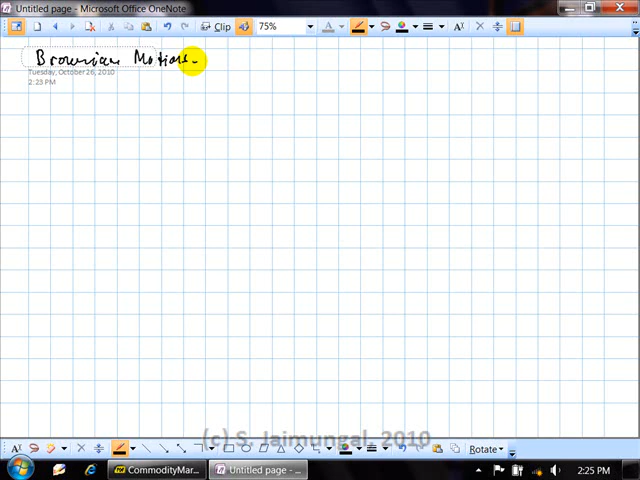 Untitled page - Microsoft Office OneNote
Clip 75%
Brownian Motions.
Tuesday, October 26, 2010
2:23 PM
(c) S. Jaimungal, 2010
Rotate
CommodityMar... Untitled page - ... 2:25 PM